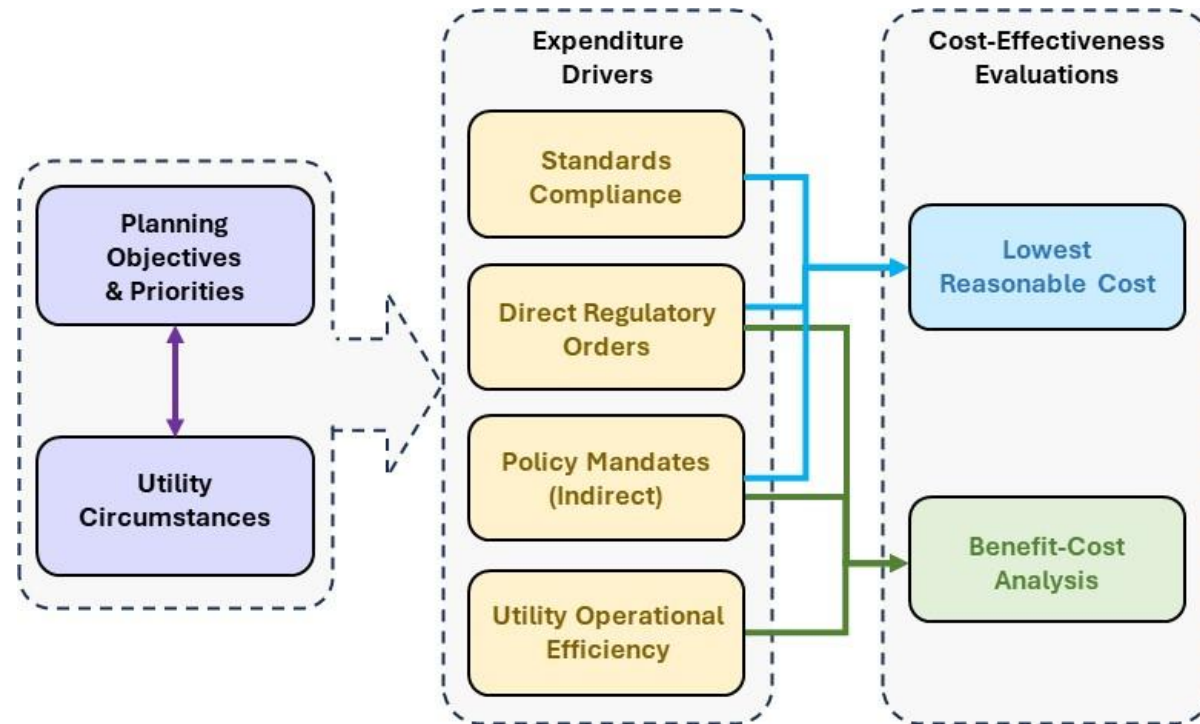 Planning
Objectives
& Priorities
Utility
Circumstances
Expenditure
Drivers
Standards
Compliance
Direct Regulatory
Orders
Policy Mandates
(Indirect)
Utility Operational
Efficiency
Cost-Effectiveness
Evaluations
Lowest
Reasonable Cost
Benefit-Cost
Analysis